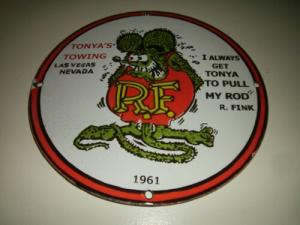 TONYA'S
TOWING
LAS VEGAS
NEVADA
I ALWAYS
GET
TONYA
TO PULL
MY ROD
R. FINK
R.F.
1961